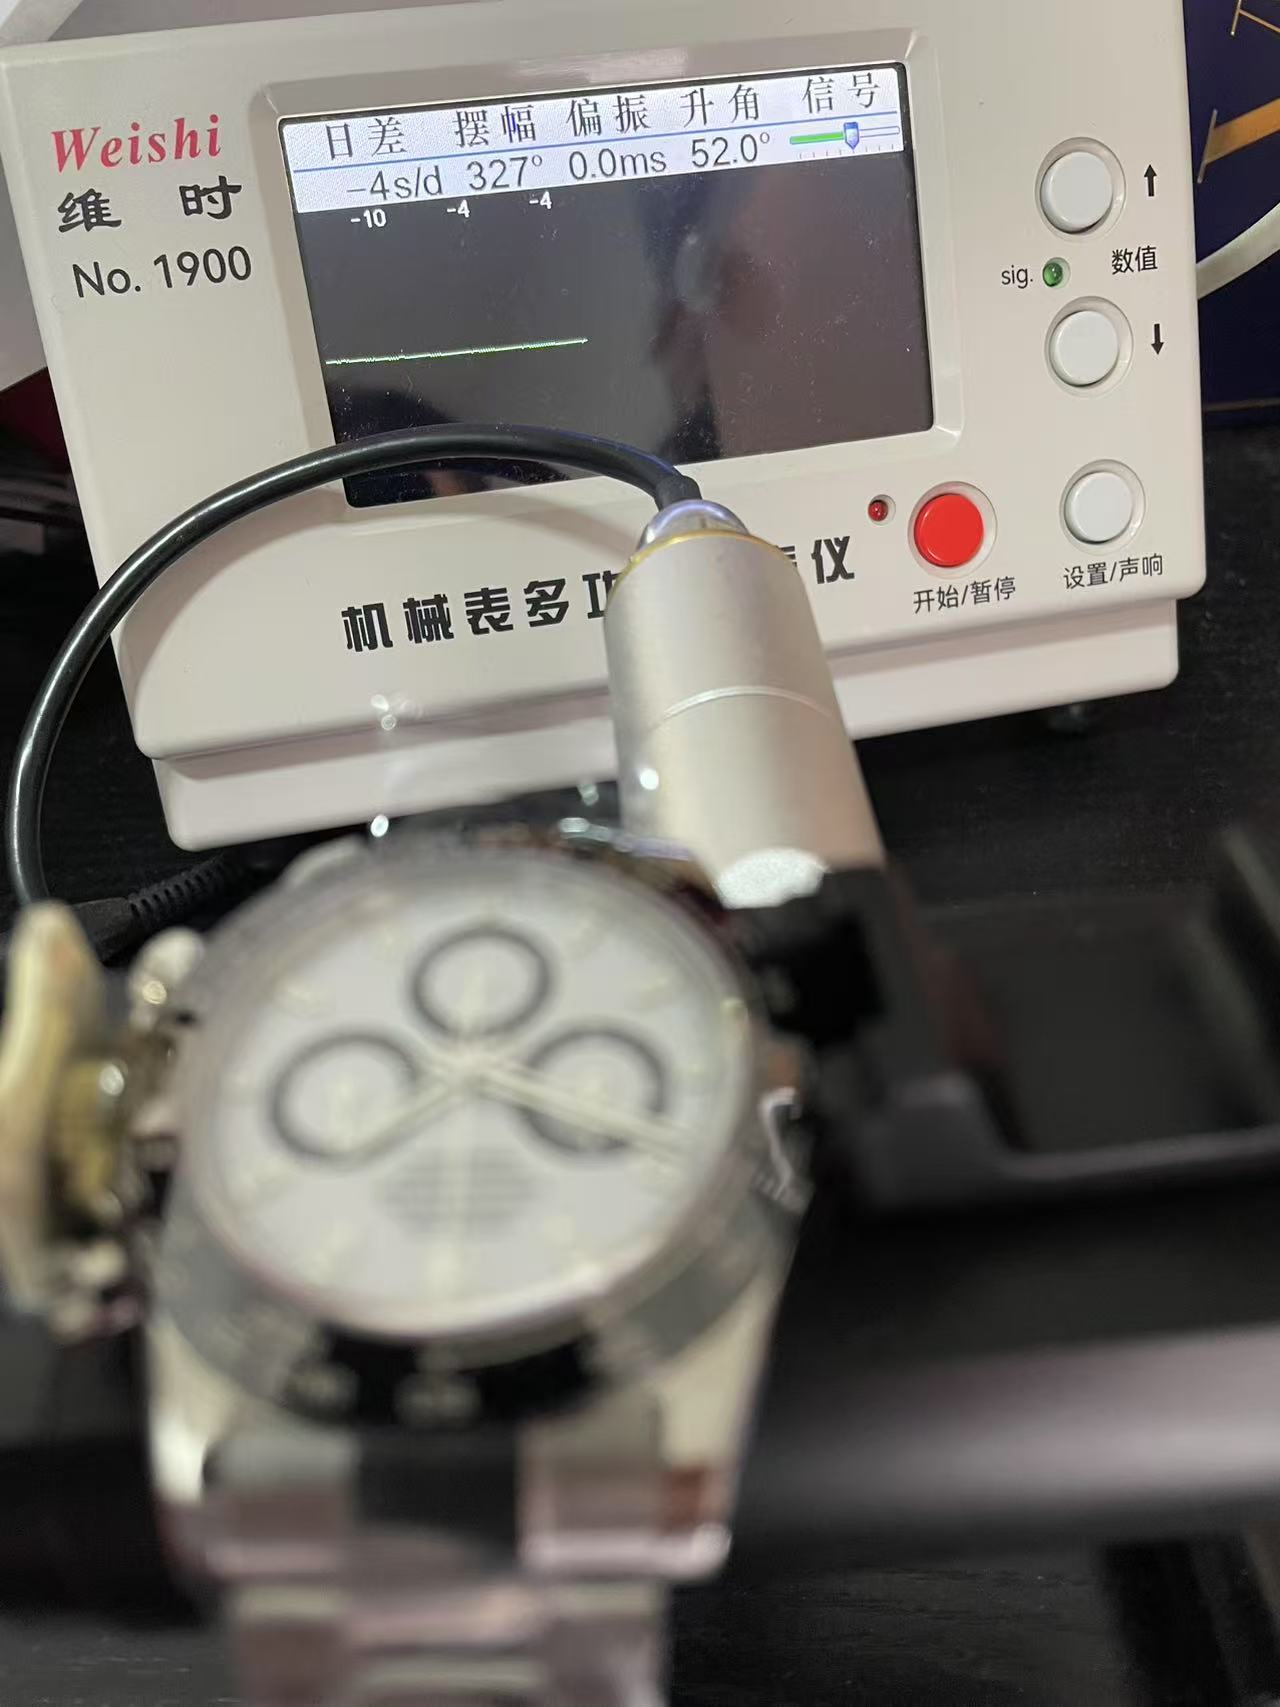 Weishi
维时
No. 1900
日差 摆幅 偏振 升角 信号
-4s/d 327° 0.0ms 52.0°
-10 -4 -4
sig.
数值
机械表多功
仪
开始/暂停
设置/声响